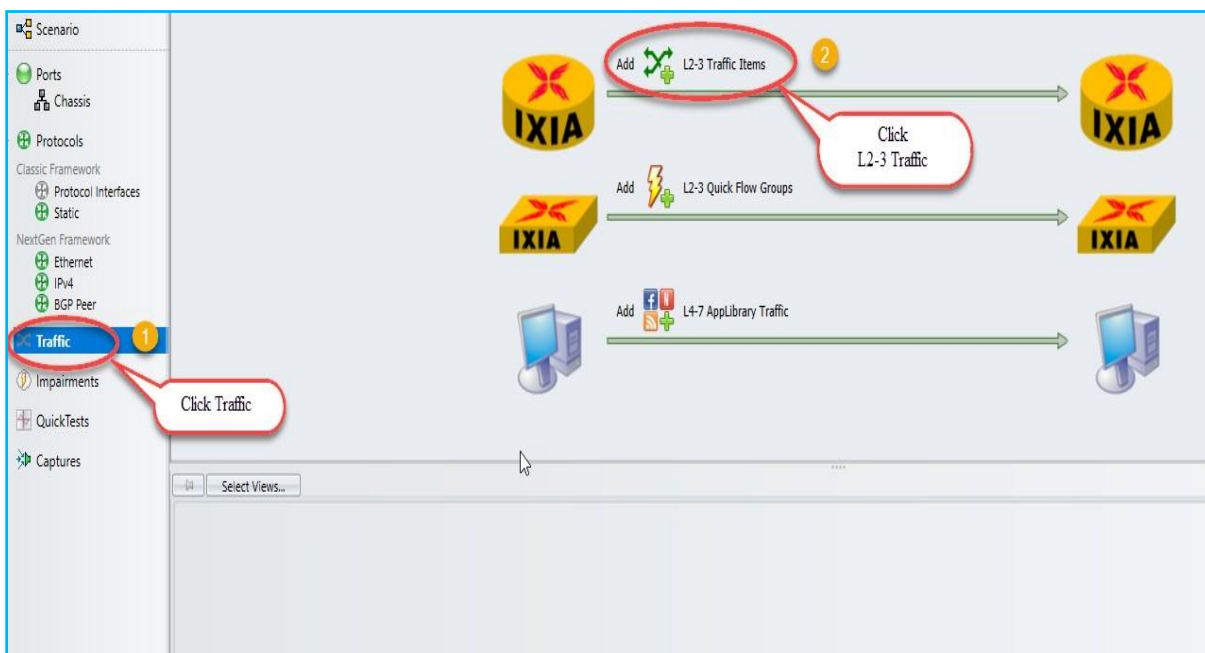 Scenario
Ports
Chassis
Protocols
Classic Framework
Protocol Interfaces
Static
NextGen Framework
Ethernet
IPv4
BGP Peer
Traffic
1
Impairments
QuickTests
Captures
Click Traffic
Add L2-3 Traffic Items
2
IXIA
IXIA
Click
L2-3 Traffic
Add L2-3 Quick Flow Groups
IXIA
IXIA
Add f N L4-7 AppLibrary Traffic
Select Views...